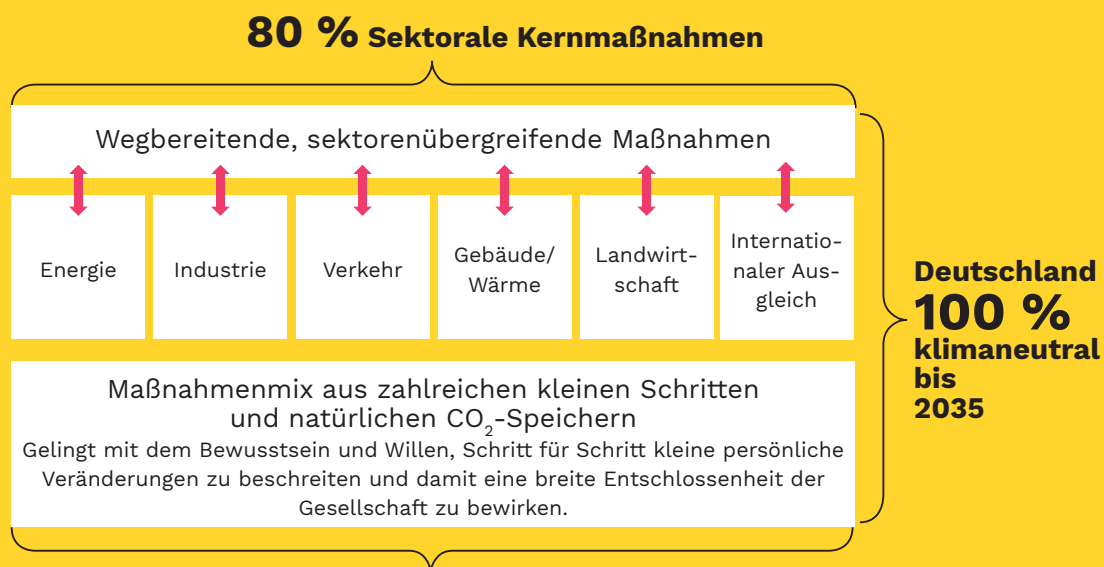 80 % Sektorale Kernmaßnahmen
Wegbereitende, sektorenübergreifende Maßnahmen
Energie
Industrie
Verkehr
Gebäude/
Wärme
Landwirt-
schaft
Internatio-
naler Aus-
gleich
Deutschland
100 %
klimaneutral
bis
2035
Maßnahmenmix aus zahlreichen kleinen Schritten
und natürlichen CO₂-Speichern
Gelingt mit dem Bewusstsein und Willen, Schritt für Schritt kleine persönliche
Veränderungen zu beschreiten und damit eine breite Entschlossenheit der
Gesellschaft zu bewirken.